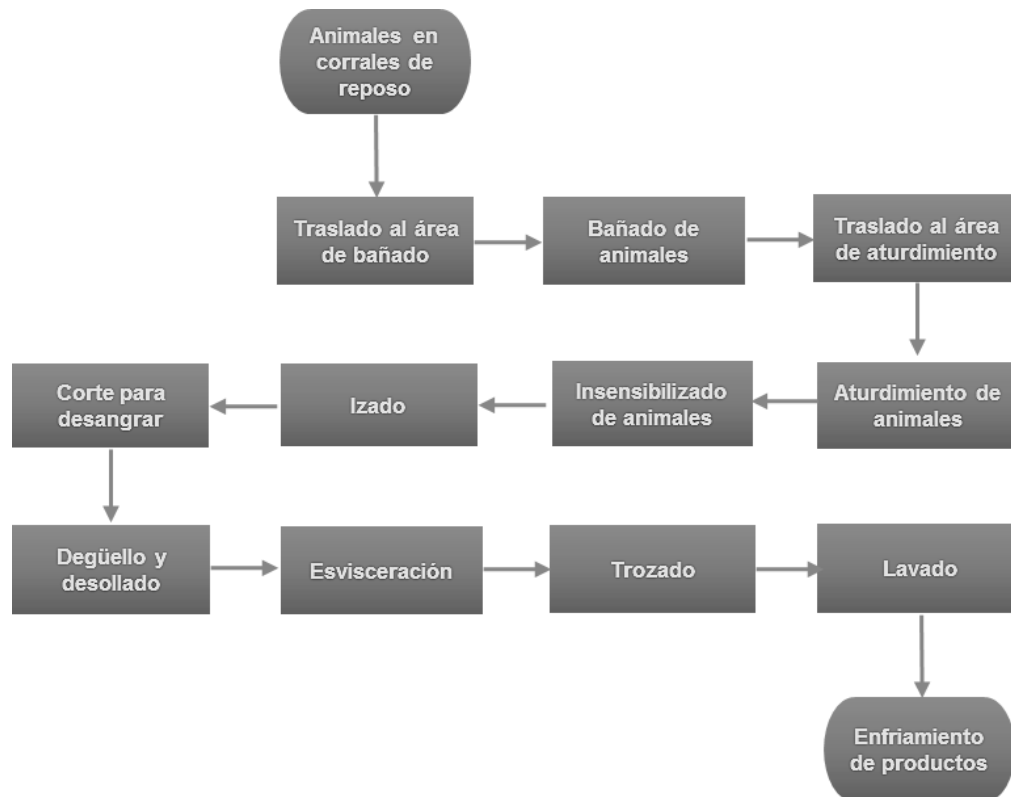 Animales en
corrales de
reposo
Traslado al área
de bañado
Bañado de
animales
Traslado al área
de aturdimiento
Aturdimiento de
animales
Insensibilizado
de animales
Izado
Corte para
desangrar
Degüello y
desollado
Esvisceración
Trozado
Lavado
Enfriamiento
de productos